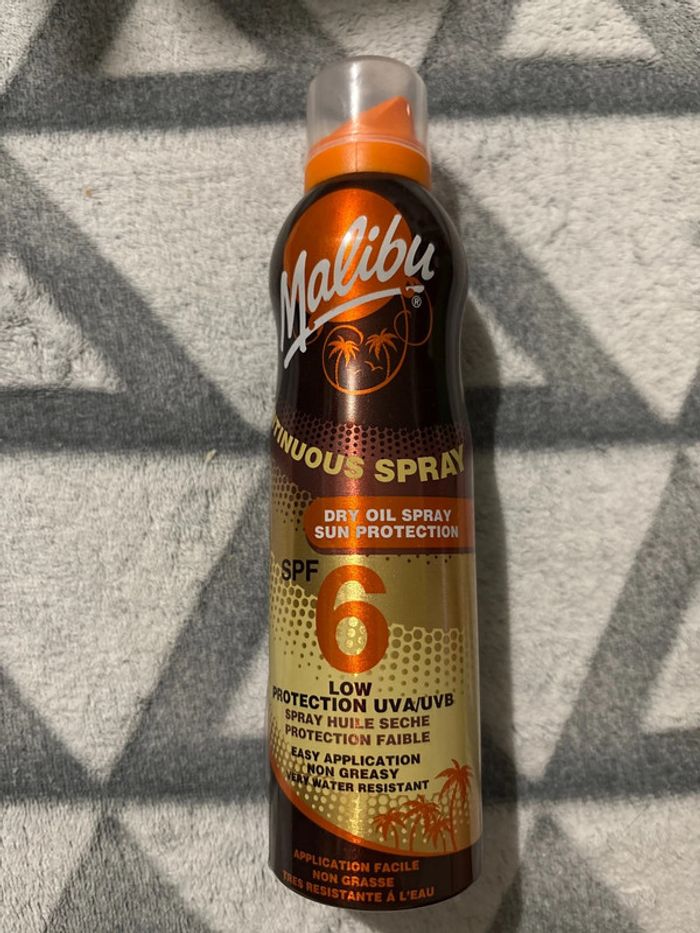 Malibu
®
TINUOUS SPRAY
DRY OIL SPRAY
SUN PROTECTION
SPF
6
LOW
PROTECTION UVA/UVB
SPRAY HUILE SECHE
PROTECTION FAIBLE
EASY APPLICATION
NON GREASY
VERY WATER RESISTANT
APPLICATION FACILE
NON GRASSE
TRES RESISTANTE À L'EAU